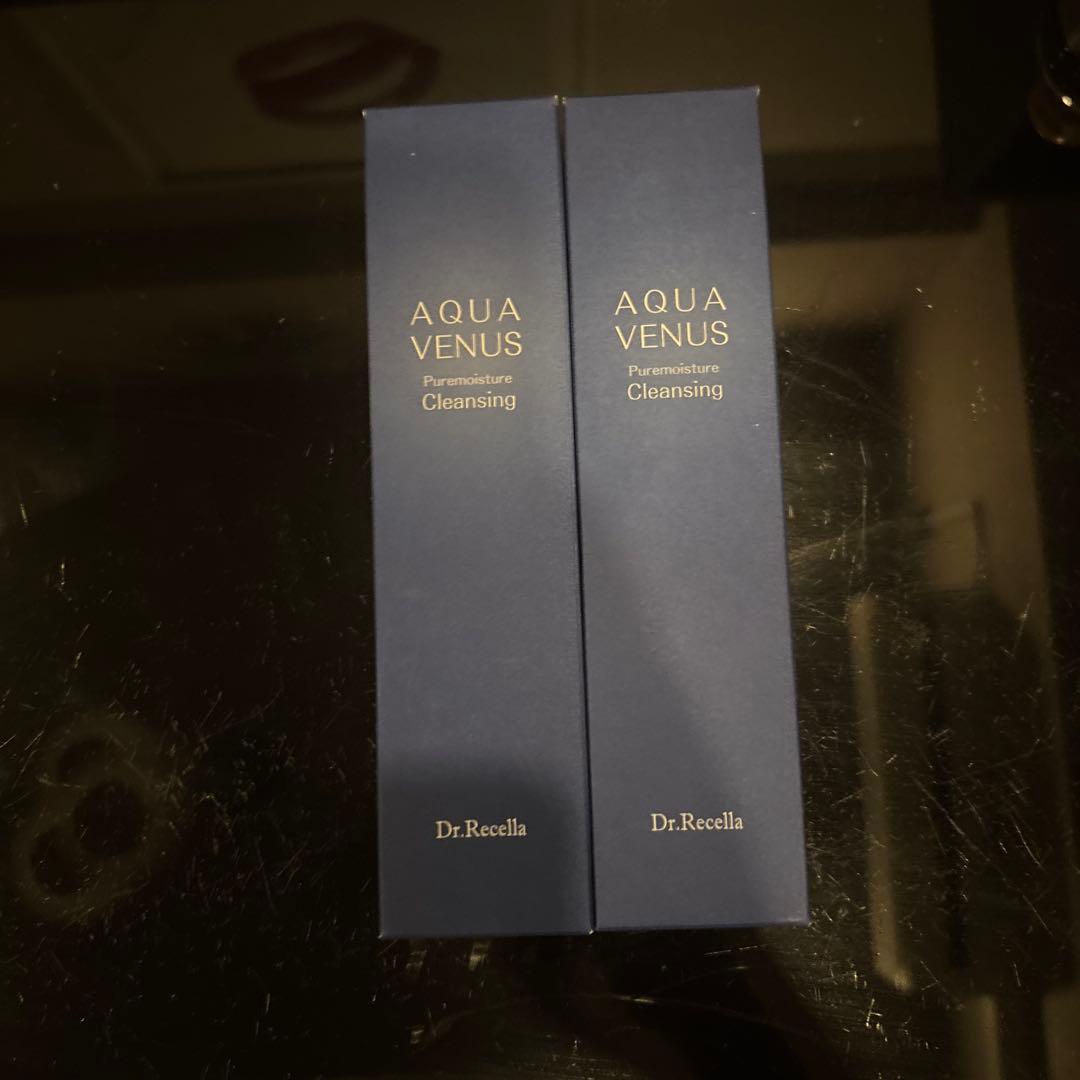 AQUA
VENUS
Puremoisture
Cleansing
Dr.Recella
AQUA
VENUS
Puremoisture
Cleansing
Dr.Recella